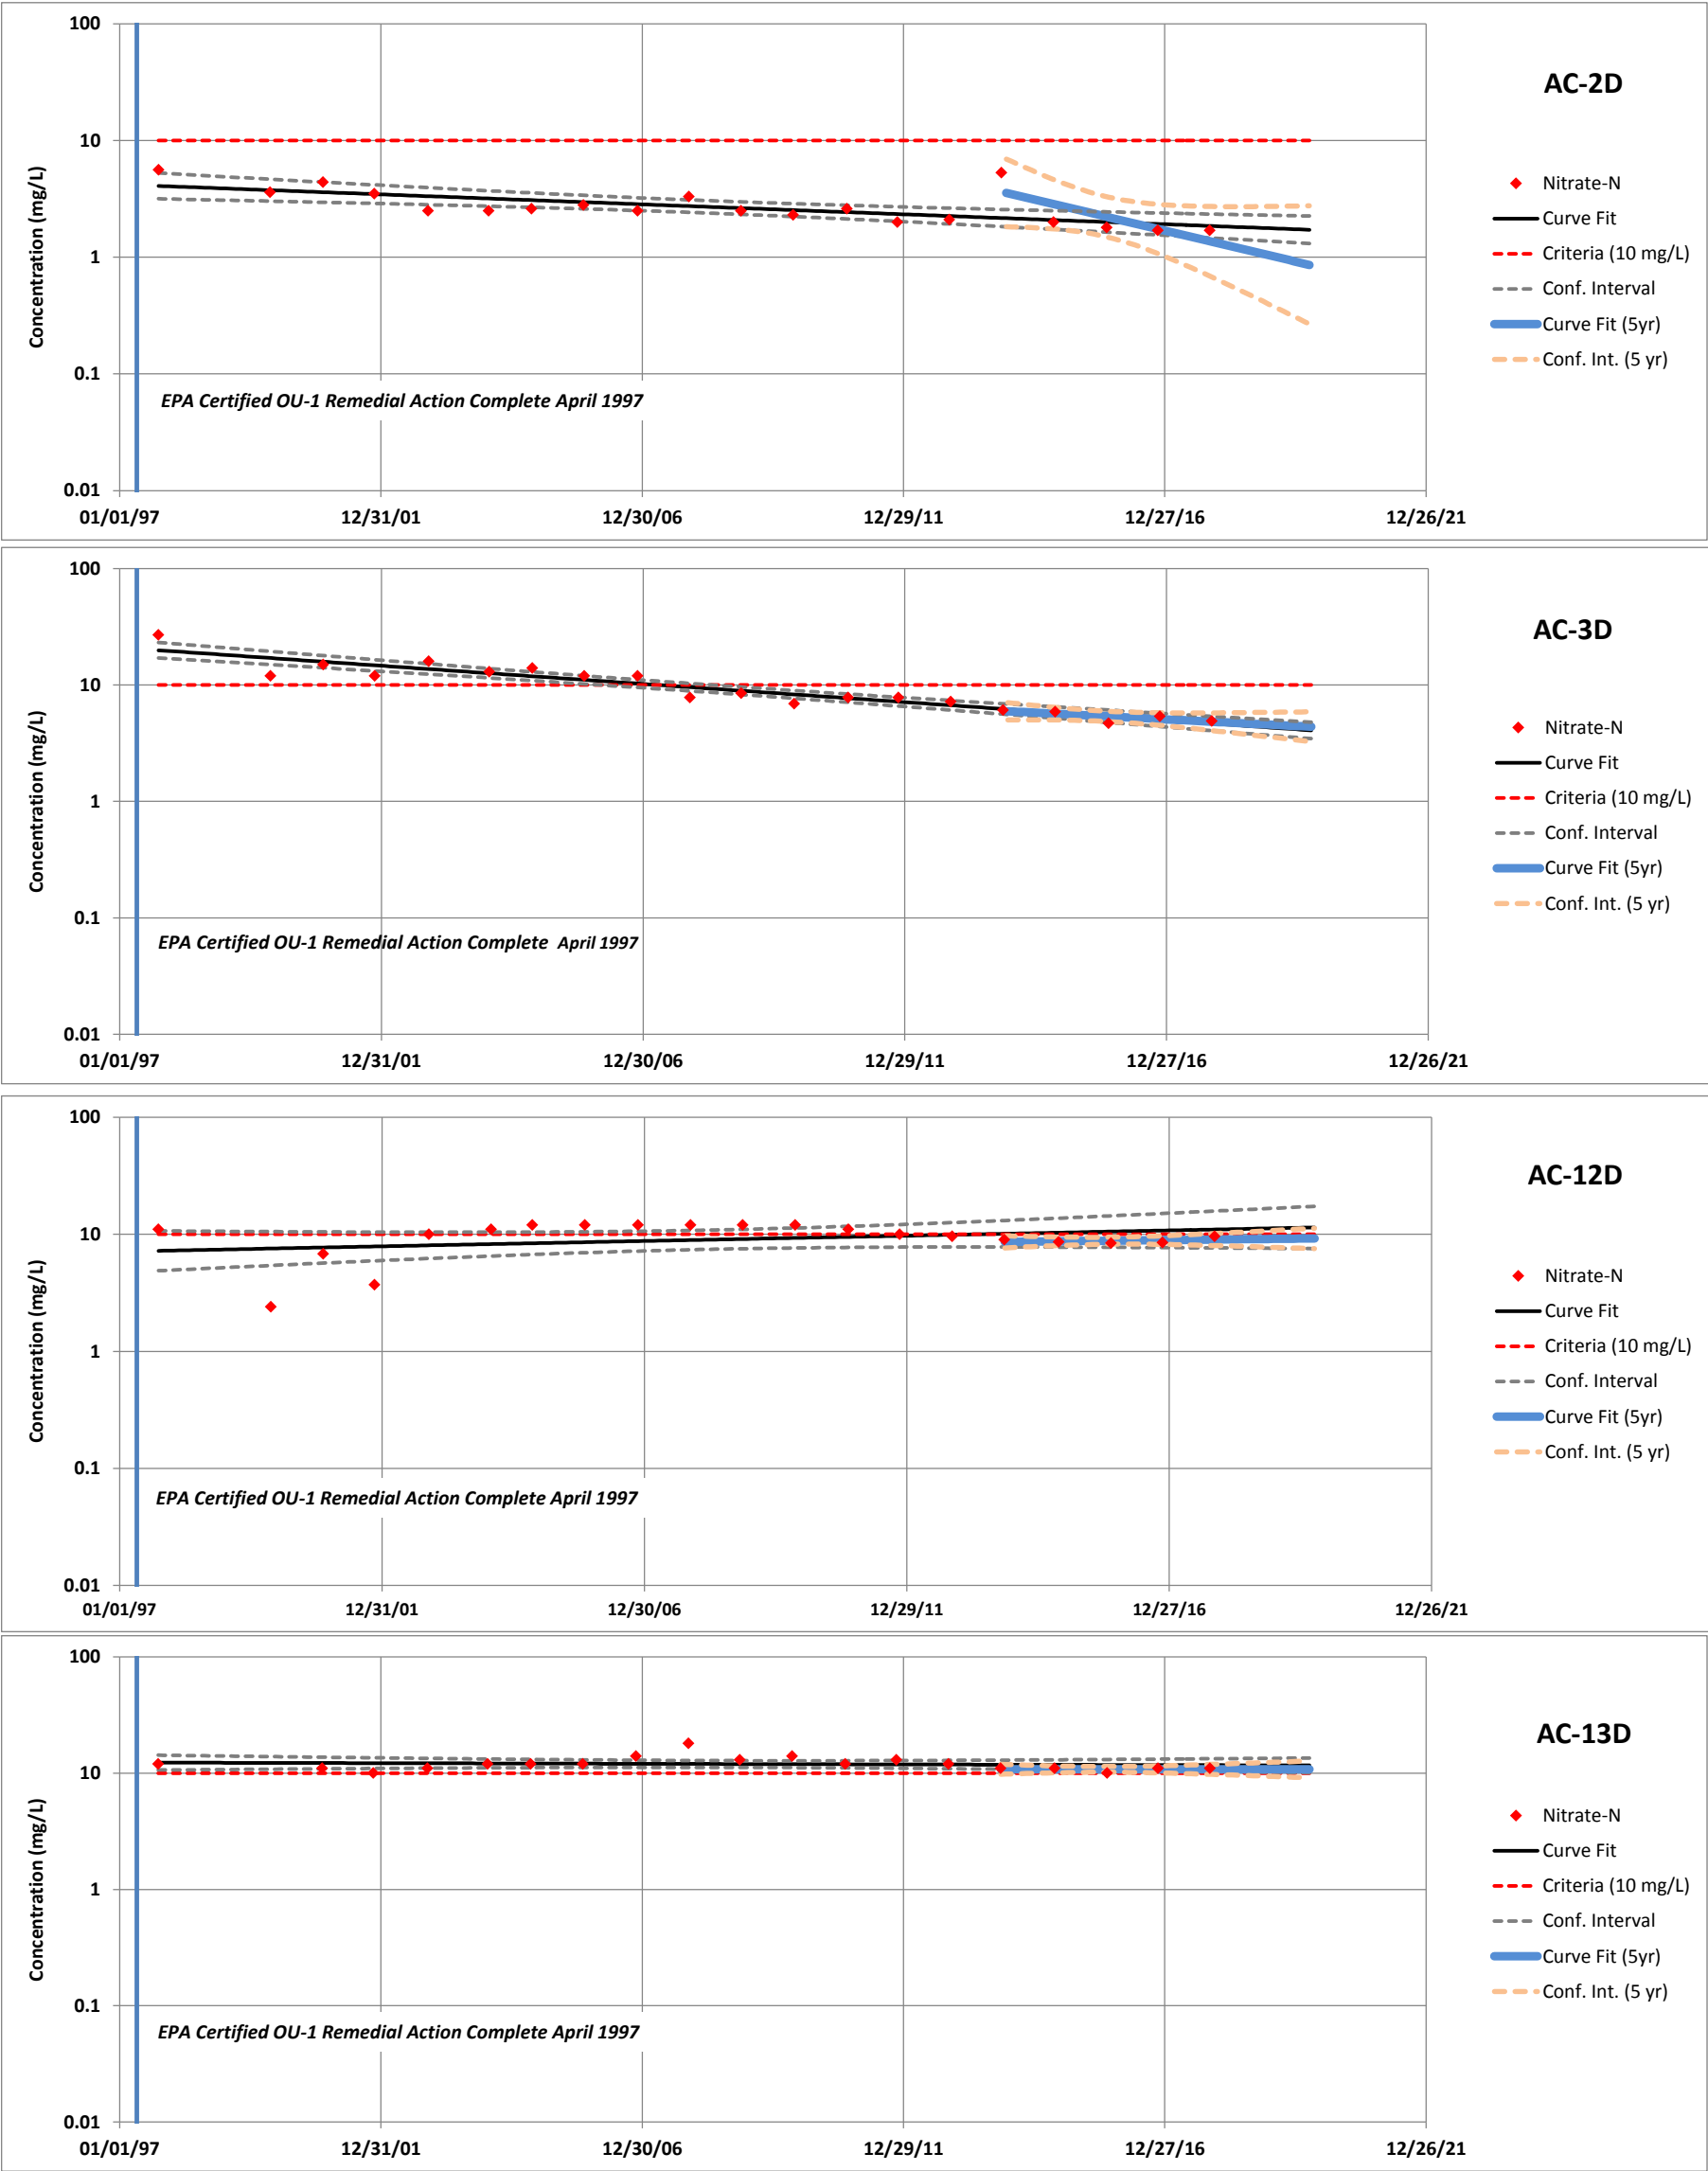 AC-2D
Concentration (mg/L)
100
10
1
0.1
0.01
EPA Certified OU-1 Remedial Action Complete April 1997
01/01/97 12/31/01 12/30/06 12/29/11 12/27/16 12/26/21
Nitrate-N
Curve Fit
Criteria (10 mg/L)
Conf. Interval
Curve Fit (5yr)
Conf. Int. (5 yr)
AC-3D
Concentration (mg/L)
100
10
1
0.1
0.01
EPA Certified OU-1 Remedial Action Complete April 1997
01/01/97 12/31/01 12/30/06 12/29/11 12/27/16 12/26/21
Nitrate-N
Curve Fit
Criteria (10 mg/L)
Conf. Interval
Curve Fit (5yr)
Conf. Int. (5 yr)
AC-12D
Concentration (mg/L)
100
10
1
0.1
0.01
EPA Certified OU-1 Remedial Action Complete April 1997
01/01/97 12/31/01 12/30/06 12/29/11 12/27/16 12/26/21
Nitrate-N
Curve Fit
Criteria (10 mg/L)
Conf. Interval
Curve Fit (5yr)
Conf. Int. (5 yr)
AC-13D
Concentration (mg/L)
100
10
1
0.1
0.01
EPA Certified OU-1 Remedial Action Complete April 1997
01/01/97 12/31/01 12/30/06 12/29/11 12/27/16 12/26/21
Nitrate-N
Curve Fit
Criteria (10 mg/L)
Conf. Interval
Curve Fit (5yr)
Conf. Int. (5 yr)